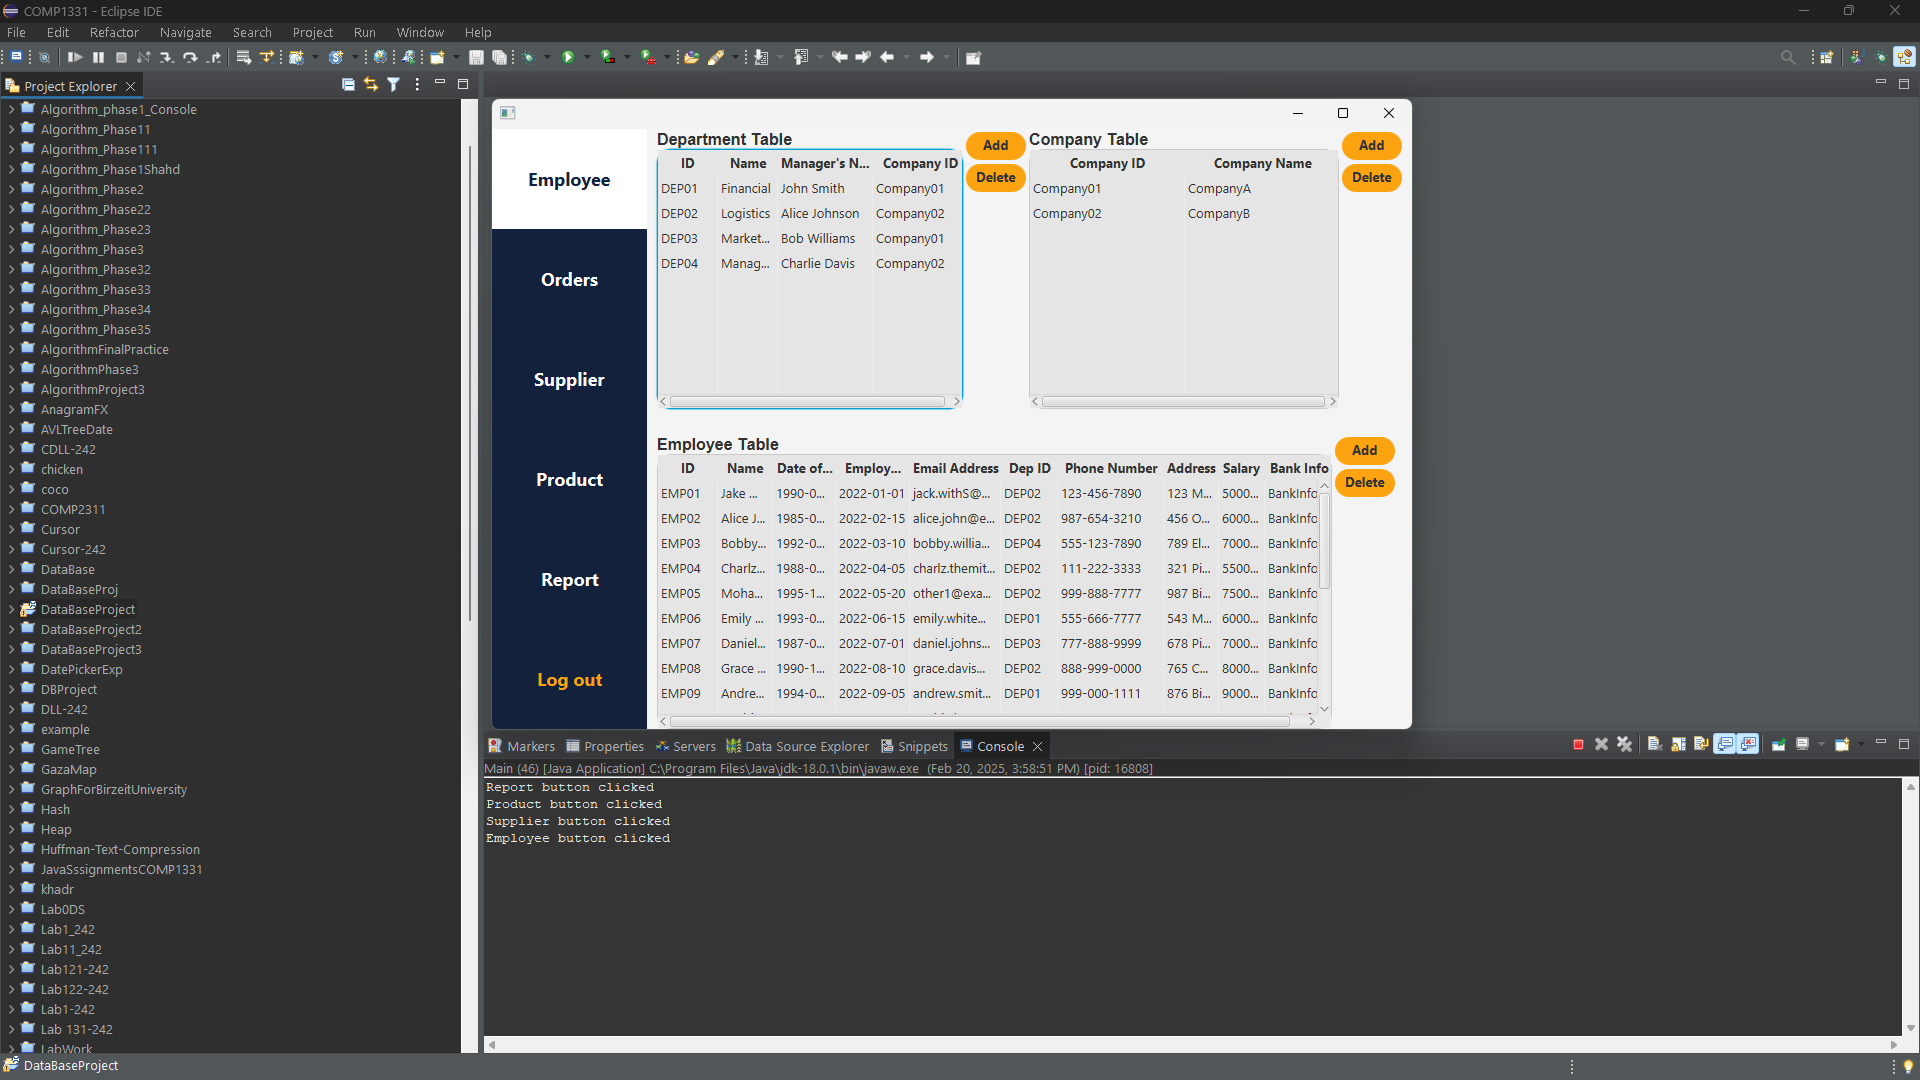 COMP1331 - Eclipse IDE
File Edit Refactor Navigate Search Project Run Window Help
Project Explorer
Algorithm_phase1_Console
Algorithm_Phase11
Algorithm_Phase111
Algorithm_Phase1Shahd
Algorithm_Phase2
Algorithm_Phase22
Algorithm_Phase23
Algorithm_Phase3
Algorithm_Phase32
Algorithm_Phase33
Algorithm_Phase34
Algorithm_Phase35
AlgorithmFinalPractice
AlgorithmPhase3
AlgorithmProject3
AnagramFX
AVLTreeDate
CDLL-242
chicken
coco
COMP2311
Cursor
Cursor-242
DataBase
DataBaseProj
DataBaseProject
DataBaseProject2
DataBaseProject3
DatePickerExp
DBProject
DLL-242
example
GameTree
GazaMap
GraphForBirzeitUniversity
Hash
Heap
Huffman-Text-Compression
JavaSssignmentsCOMP1331
khadr
Lab0DS
Lab1_242
Lab11_242
Lab121-242
Lab122-242
Lab1-242
Lab 131-242
LabWork
DataBaseProject
Employee
Orders
Supplier
Product
Report
Log out
Department Table
Add
Delete
ID Name Manager's N... Company ID
DEP01 Financial John Smith Company01
DEP02 Logistics Alice Johnson Company02
DEP03 Market... Bob Williams Company01
DEP04 Manag... Charlie Davis Company02
Company Table
Add
Delete
Company ID Company Name
Company01 CompanyA
Company02 CompanyB
Employee Table
Add
Delete
ID Name Date of... Employ... Email Address Dep ID Phone Number Address Salary Bank Info
EMP01 Jake ... 1990-0... 2022-01-01 jack.withS@... DEP02 123-456-7890 123 M... 5000... BankInfo
EMP02 Alice J... 1985-0... 2022-02-15 alice.john@e... DEP02 987-654-3210 456 O... 6000... BankInfo
EMP03 Bobby... 1992-0... 2022-03-10 bobby.willia... DEP04 555-123-7890 789 El... 7000... BankInfo
EMP04 Charlz... 1988-0... 2022-04-05 charlz.themit... DEP02 111-222-3333 321 Pi... 5500... BankInfo
EMP05 Moha... 1995-1... 2022-05-20 other1@exa... DEP02 999-888-7777 987 Bi... 7500... BankInfo
EMP06 Emily ... 1993-0... 2022-06-15 emily.white... DEP01 555-666-7777 543 M... 6000... BankInfo
EMP07 Daniel... 1987-0... 2022-07-01 daniel.johns... DEP03 777-888-9999 678 Pi... 7000... BankInfo
EMP08 Grace ... 1990-1... 2022-08-10 grace.davis... DEP02 888-999-0000 765 C... 8000... BankInfo
EMP09 Andre... 1994-0... 2022-09-05 andrew.smit... DEP01 999-000-1111 876 Bi... 9000... BankInfo
Markers Properties Servers Data Source Explorer Snippets Console
Main (46) [Java Application] C:\Program Files\Java\jdk-18.0.1\bin\javaw.exe (Feb 20, 2025, 3:58:51 PM) [pid: 16808]
Report button clicked
Product button clicked
Supplier button clicked
Employee button clicked